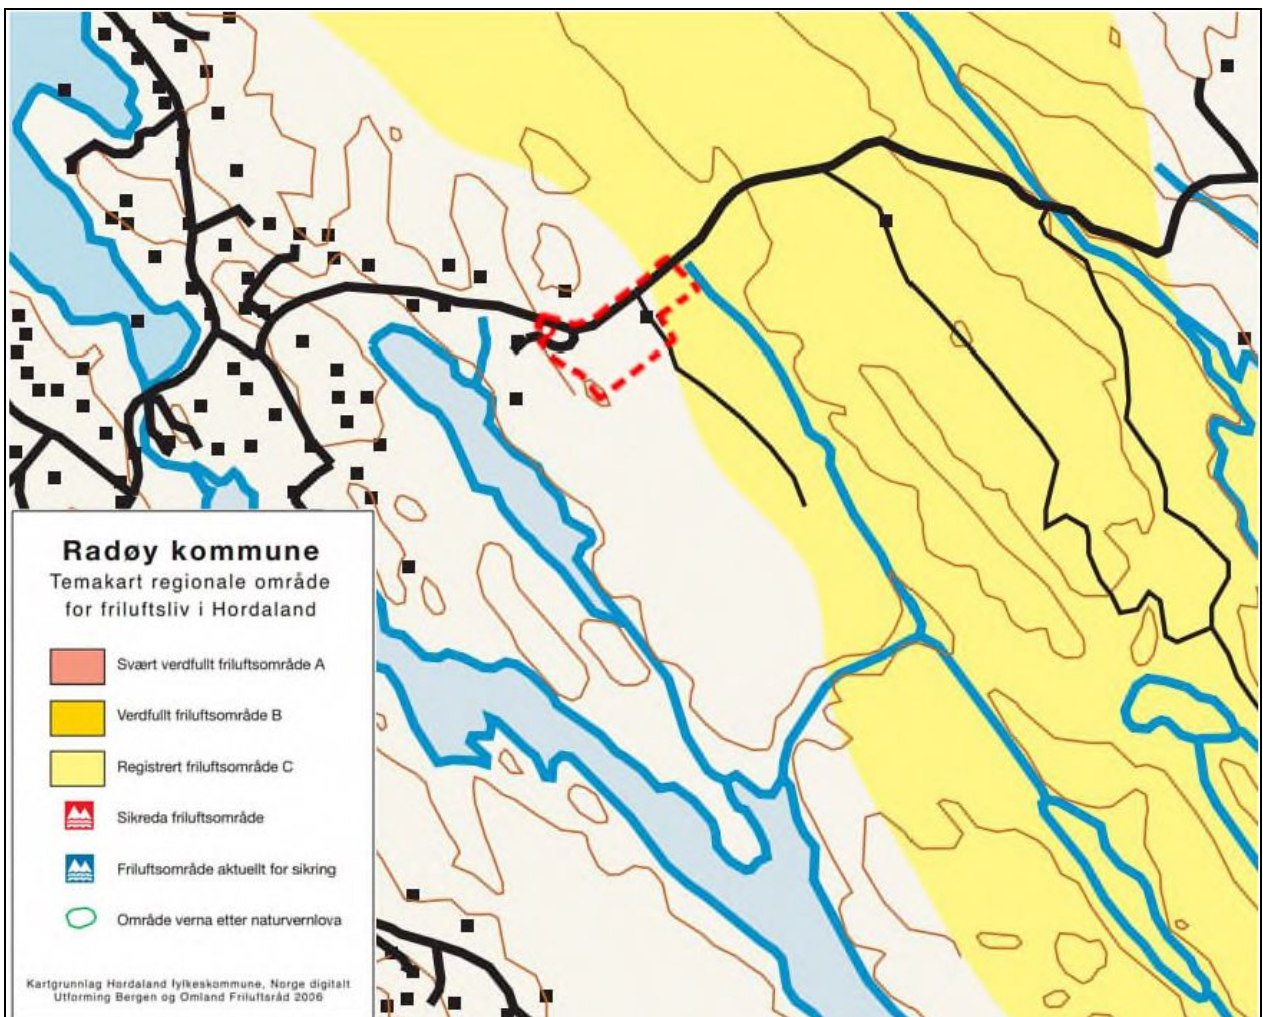 Radøy kommune
Temakart regionale område
for friluftsliv i Hordaland
Svært verdfullt friluftsområde A
Verdfullt friluftsområde B
Registrert friluftsområde C
Sikreda friluftsområde
Friluftsområde aktuellt for sikring
Område verna etter naturvernlova
Kartgrunnlag Hordaland fylkeskommune, Norge digitalt
Utforming Bergen og Omland Friluftsråd 2006